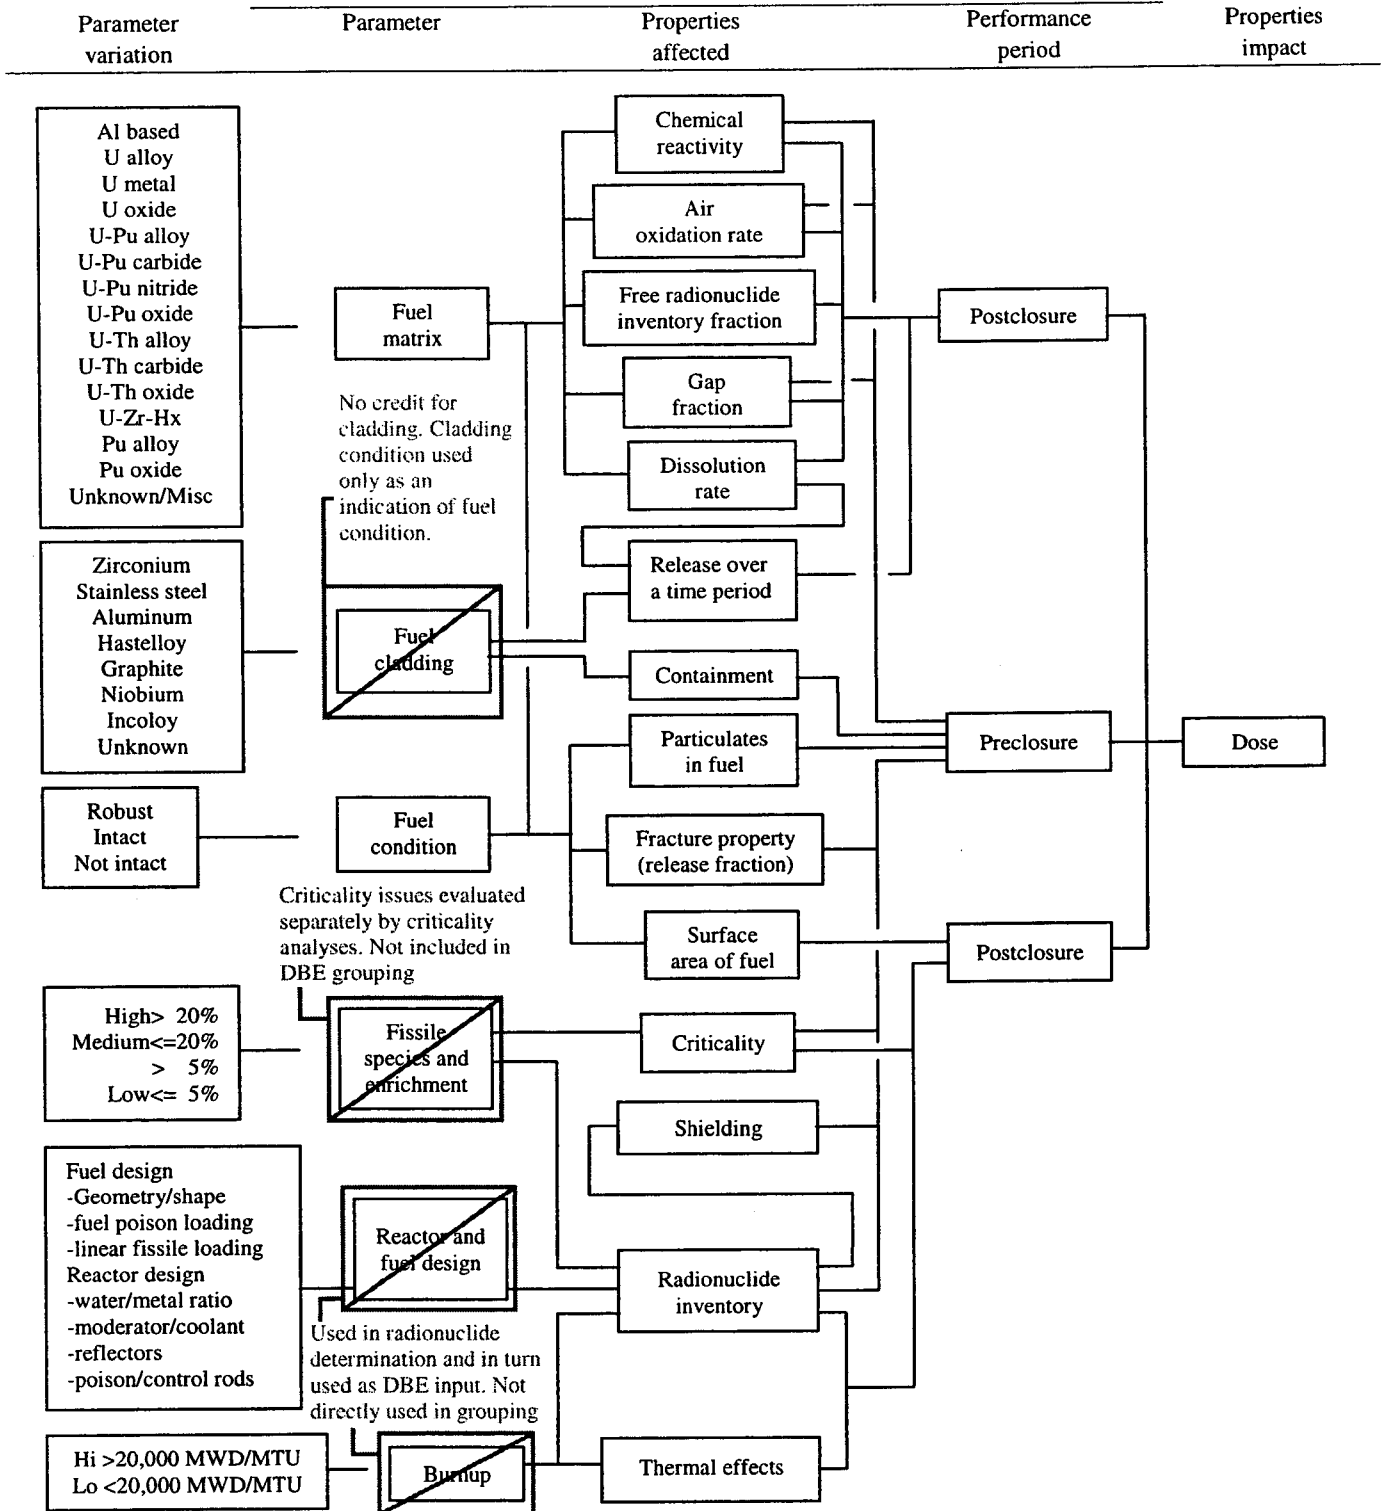 Parameter
variation
Parameter
Properties
affected
Performance
period
Properties
impact
Al based
U alloy
U metal
U oxide
U-Pu alloy
U-Pu carbide
U-Pu nitride
U-Pu oxide
U-Th alloy
U-Th carbide
U-Th oxide
U-Zr-Hx
Pu alloy
Pu oxide
Unknown/Misc
Fuel
matrix
Chemical
reactivity
Air
oxidation rate
Free radionuclide
inventory fraction
Gap
fraction
Dissolution
rate
Postclosure
No credit for
cladding. Cladding
condition used
only as an
indication of fuel
condition.
Zirconium
Stainless steel
Aluminum
Hastelloy
Graphite
Niobium
Incoloy
Unknown
Fuel
cladding
Release over
a time period
Containment
Particulates
in fuel
Preclosure
Dose
Robust
Intact
Not intact
Fuel
condition
Fracture property
(release fraction)
Surface
area of fuel
Postclosure
Criticality issues evaluated
separately by criticality
analyses. Not included in
DBE grouping
High> 20%
Medium<=20%
> 5%
Low<= 5%
Fissile
species and
enrichment
Criticality
Shielding
Fuel design
-Geometry/shape
-fuel poison loading
-linear fissile loading
Reactor design
-water/metal ratio
-moderator/coolant
-reflectors
-poison/control rods
Reactor and
fuel design
Radionuclide
inventory
Used in radionuclide
determination and in turn
used as DBE input. Not
directly used in grouping
Hi >20,000 MWD/MTU
Lo <20,000 MWD/MTU
Burnup
Thermal effects